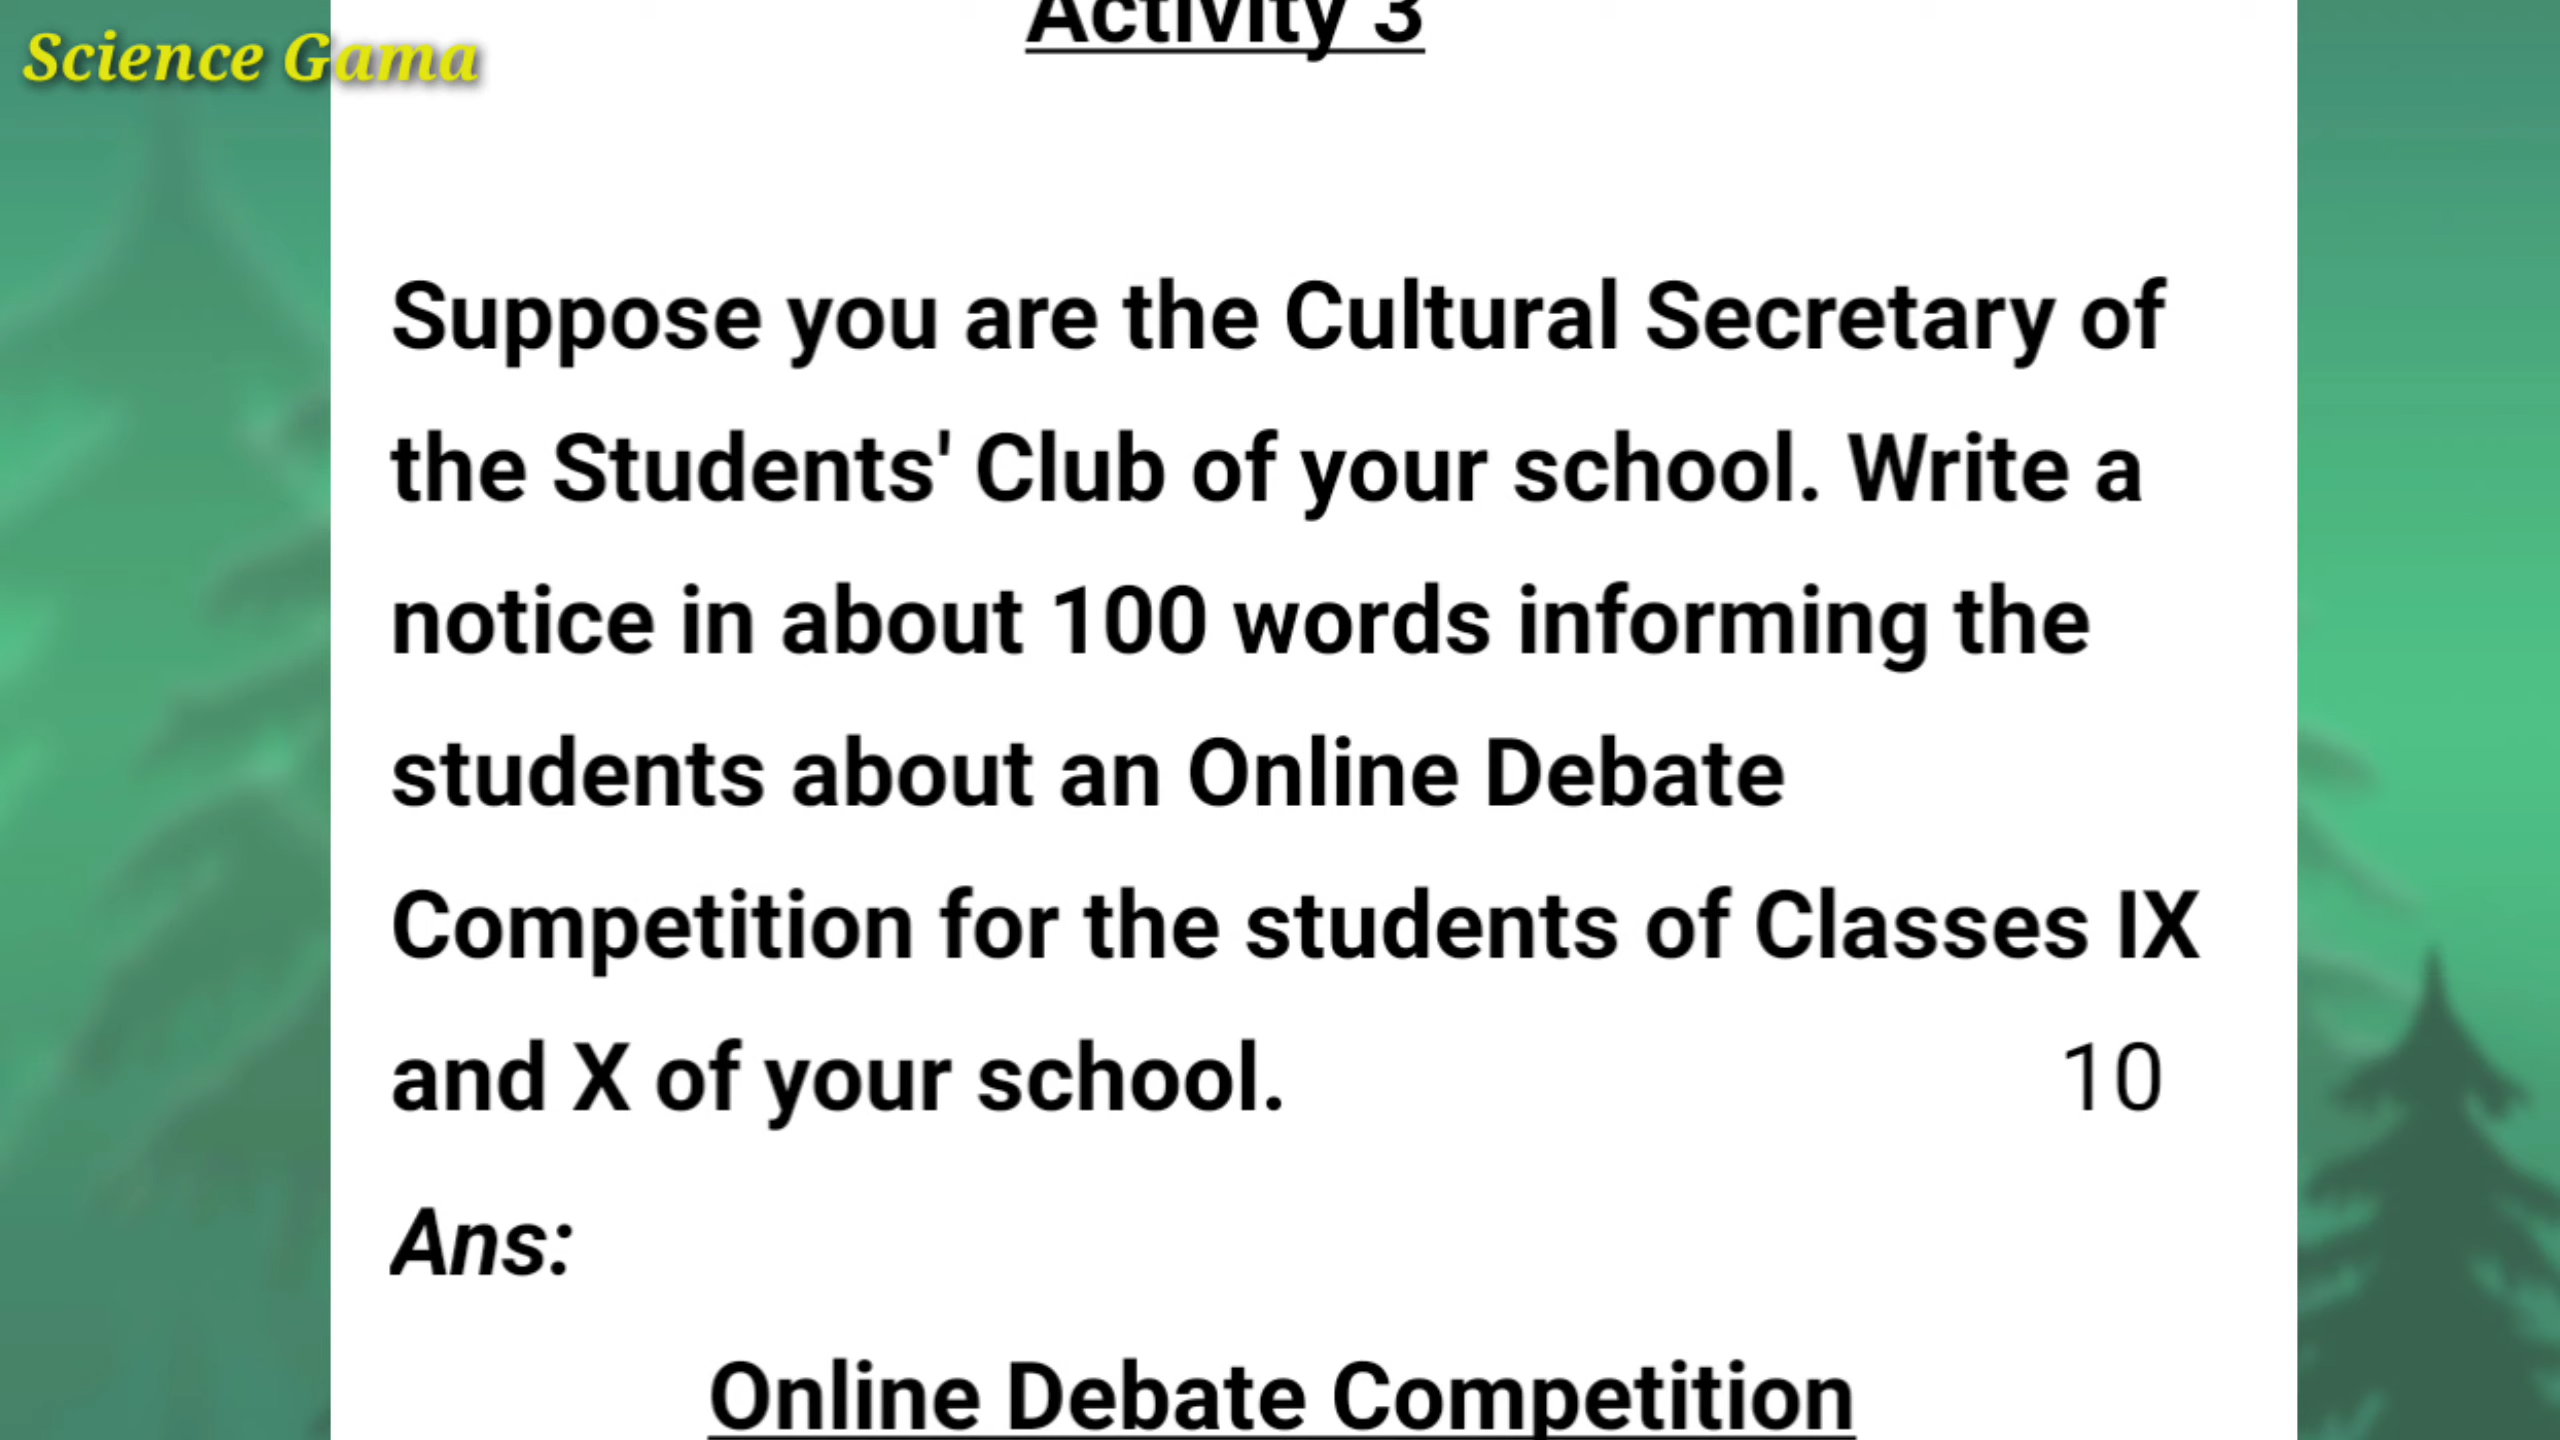 Science Gama
Activity 3
Suppose you are the Cultural Secretary of
the Students' Club of your school. Write a
notice in about 100 words informing the
students about an Online Debate
Competition for the students of Classes IX
and X of your school. 10
Ans:
Online Debate Competition